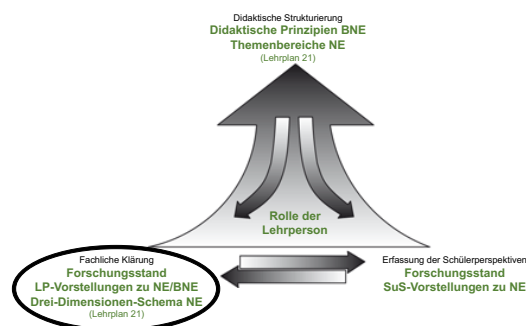 Didaktische Strukturierung
Didaktische Prinzipien BNE
Themenbereiche NE
(Lehrplan 21)
Rolle der
Lehrperson
Fachliche Klärung
Forschungsstand
LP-Vorstellungen zu NE/BNE
Drei-Dimensionen-Schema NE
(Lehrplan 21)
Erfassung der Schülerperspektiven
Forschungsstand
SuS-Vorstellungen zu NE